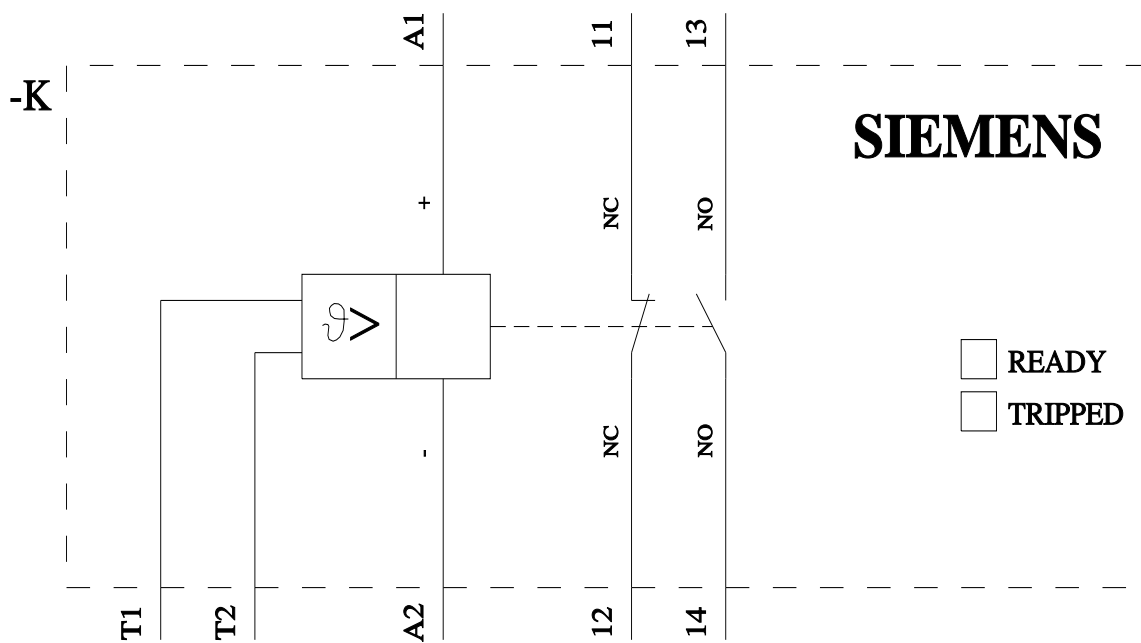 A1
11
13
-K
SIEMENS
+
NC
NO
ϑ>
READY
TRIPPED
-
NC
NO
T1
T2
A2
12
14